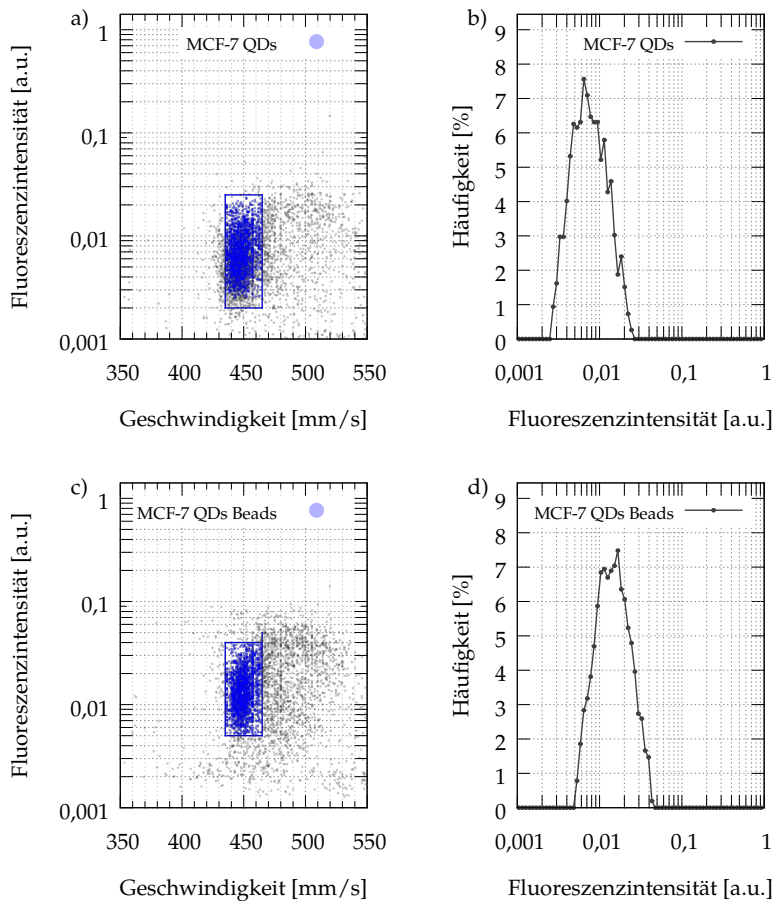 a)
MCF-7 QDs
1
0,1
0,01
0,001
Fluoreszenzintensität [a.u.]
350 400 450 500 550
Geschwindigkeit [mm/s]
b)
MCF-7 QDs
9
8
7
6
5
4
3
2
1
0
Häufigkeit [%]
0,001 0,01 0,1 1
Fluoreszenzintensität [a.u.]
c)
MCF-7 QDs Beads
1
0,1
0,01
0,001
Fluoreszenzintensität [a.u.]
350 400 450 500 550
Geschwindigkeit [mm/s]
d)
MCF-7 QDs Beads
9
8
7
6
5
4
3
2
1
0
Häufigkeit [%]
0,001 0,01 0,1 1
Fluoreszenzintensität [a.u.]